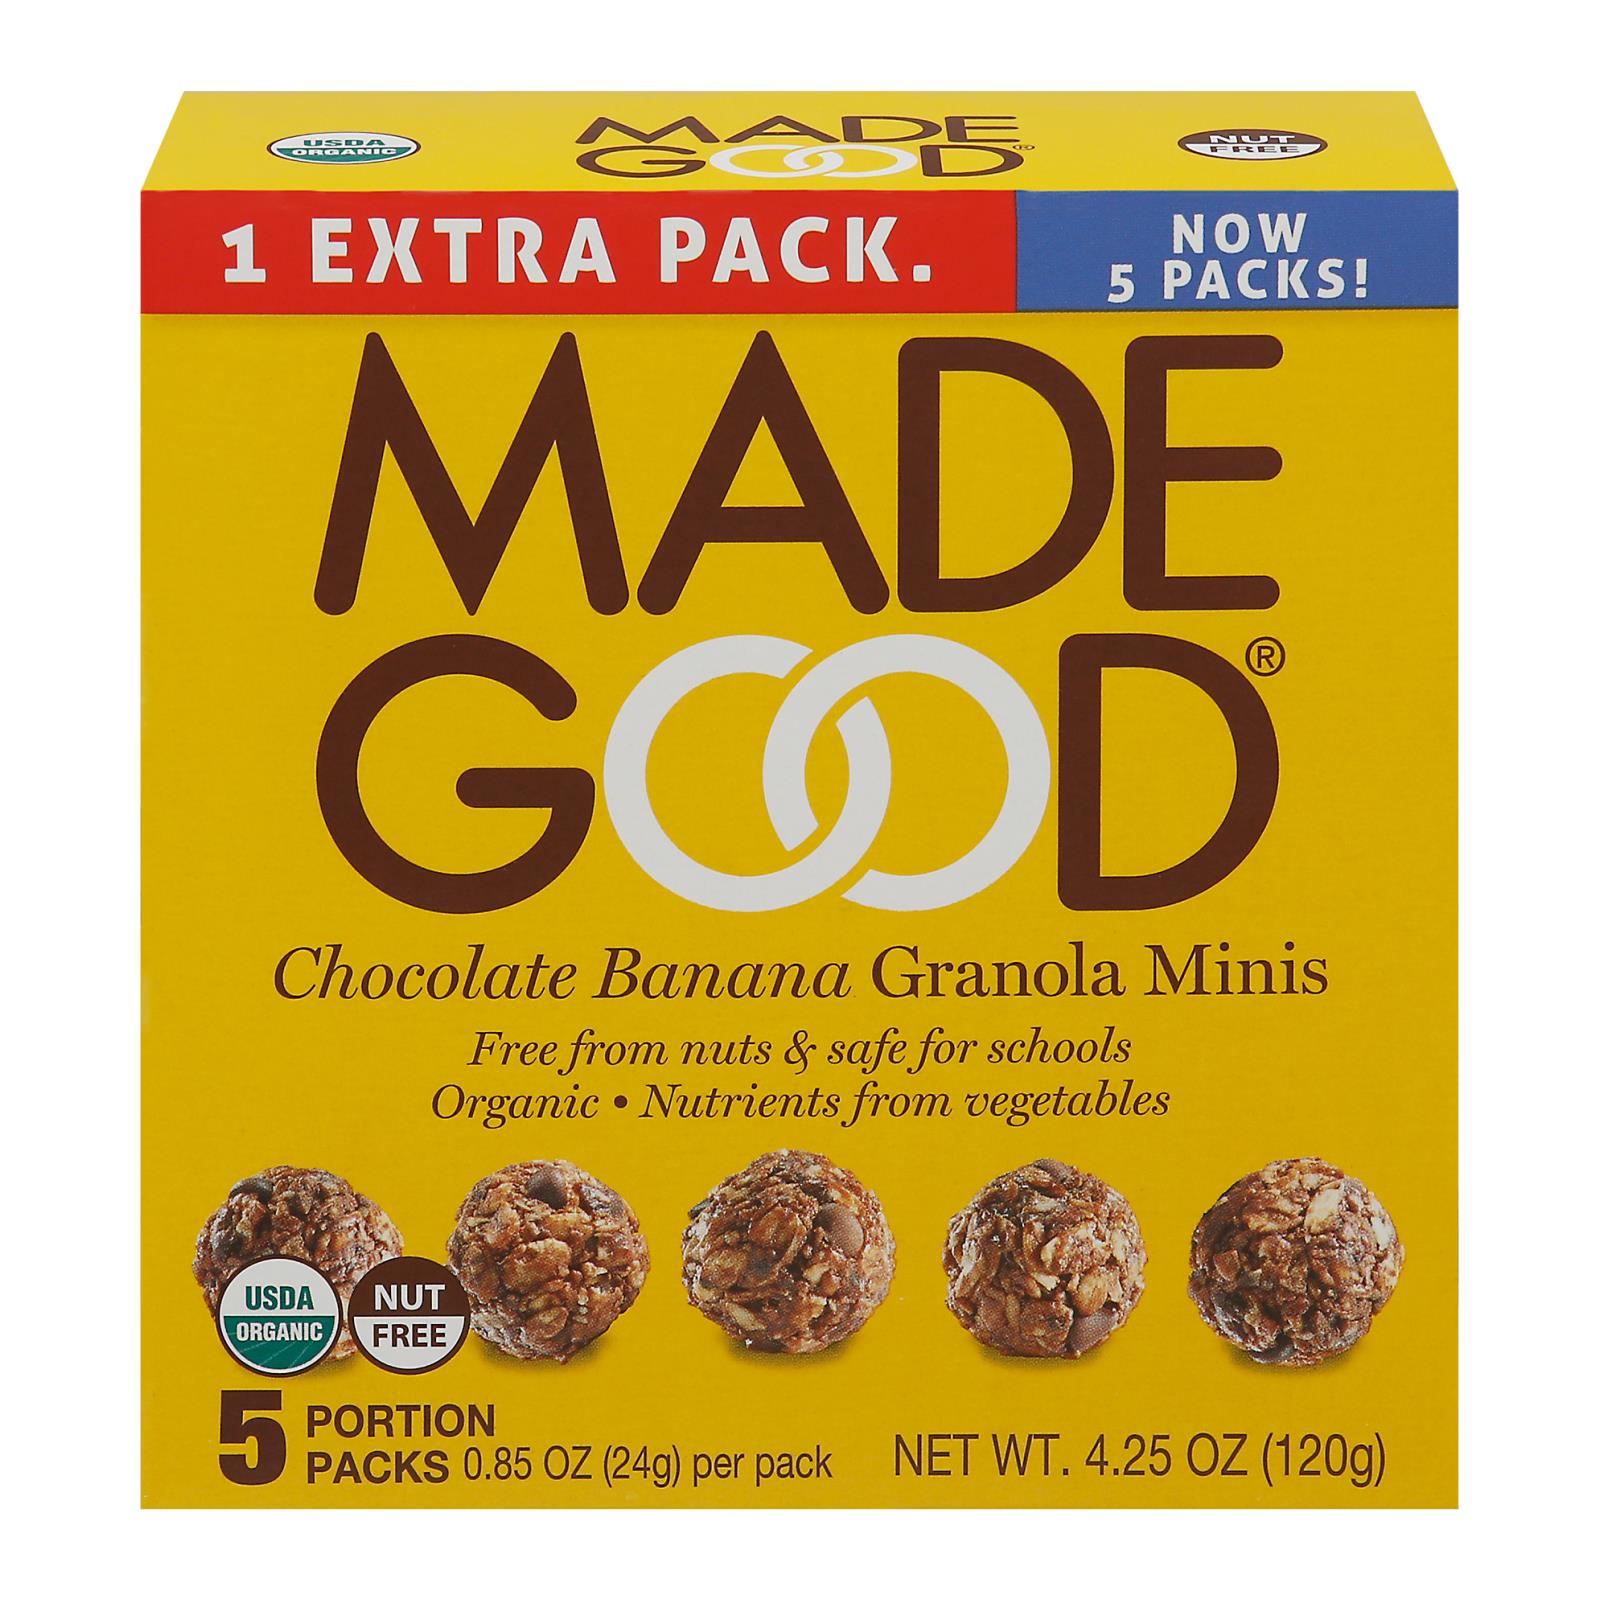 USDA
ORGANIC
MADE
GOOD®
NUT
FREE
1 EXTRA PACK.
NOW
5 PACKS!
MADE
GOOD®
Chocolate Banana Granola Minis
Free from nuts & safe for schools
Organic • Nutrients from vegetables
USDA
ORGANIC
NUT
FREE
5 PORTION
PACKS 0.85 OZ (24g) per pack
NET WT. 4.25 OZ (120g)